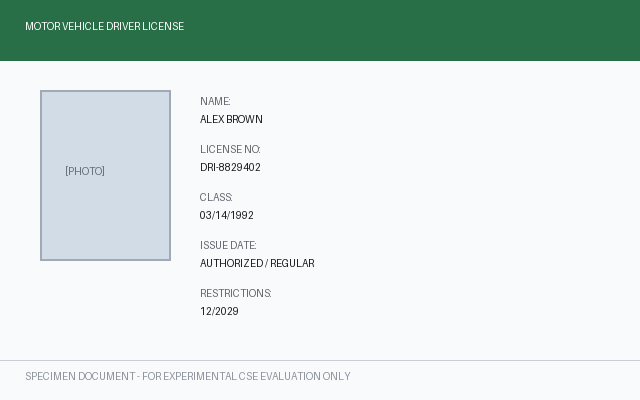 MOTOR VEHICLE DRIVER LICENSE
[PHOTO]
NAME:
ALEX BROWN
LICENSE NO:
DRI-8829402
CLASS:
03/14/1992
ISSUE DATE:
AUTHORIZED / REGULAR
RESTRICTIONS:
12/2029
SPECIMEN DOCUMENT - FOR EXPERIMENTAL CSE EVALUATION ONLY